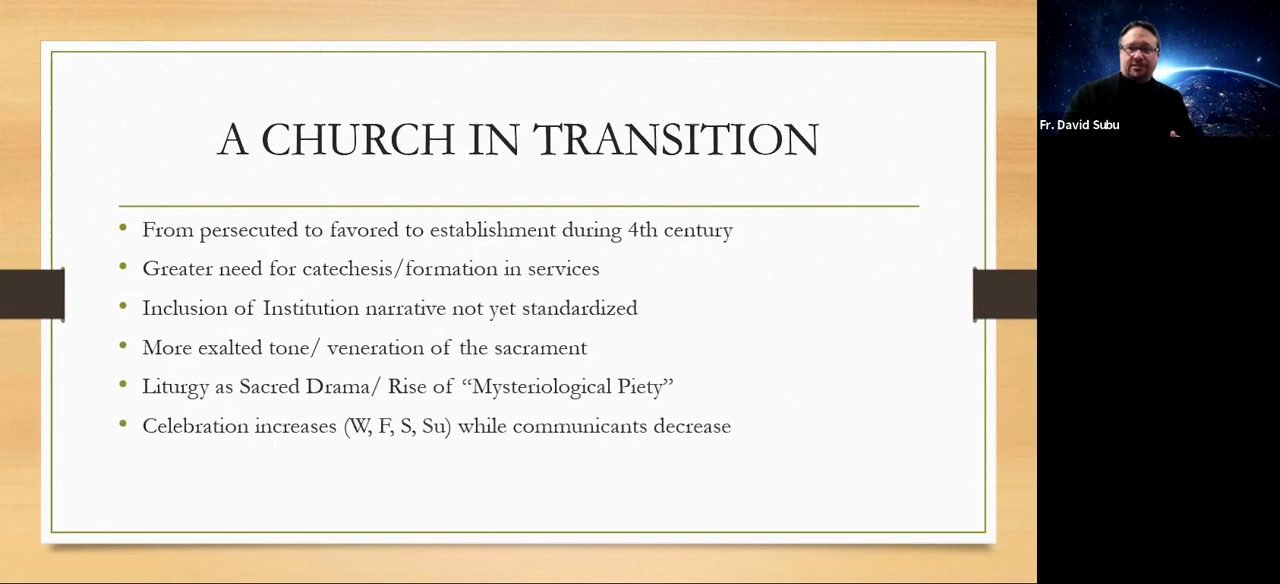 A CHURCH IN TRANSITION
• From persecuted to favored to establishment during 4th century
• Greater need for catechesis/formation in services
• Inclusion of Institution narrative not yet standardized
• More exalted tone/ veneration of the sacrament
• Liturgy as Sacred Drama/ Rise of “Mysteriological Piety”
• Celebration increases (W, F, S, Su) while communicants decrease
Fr. David Subu